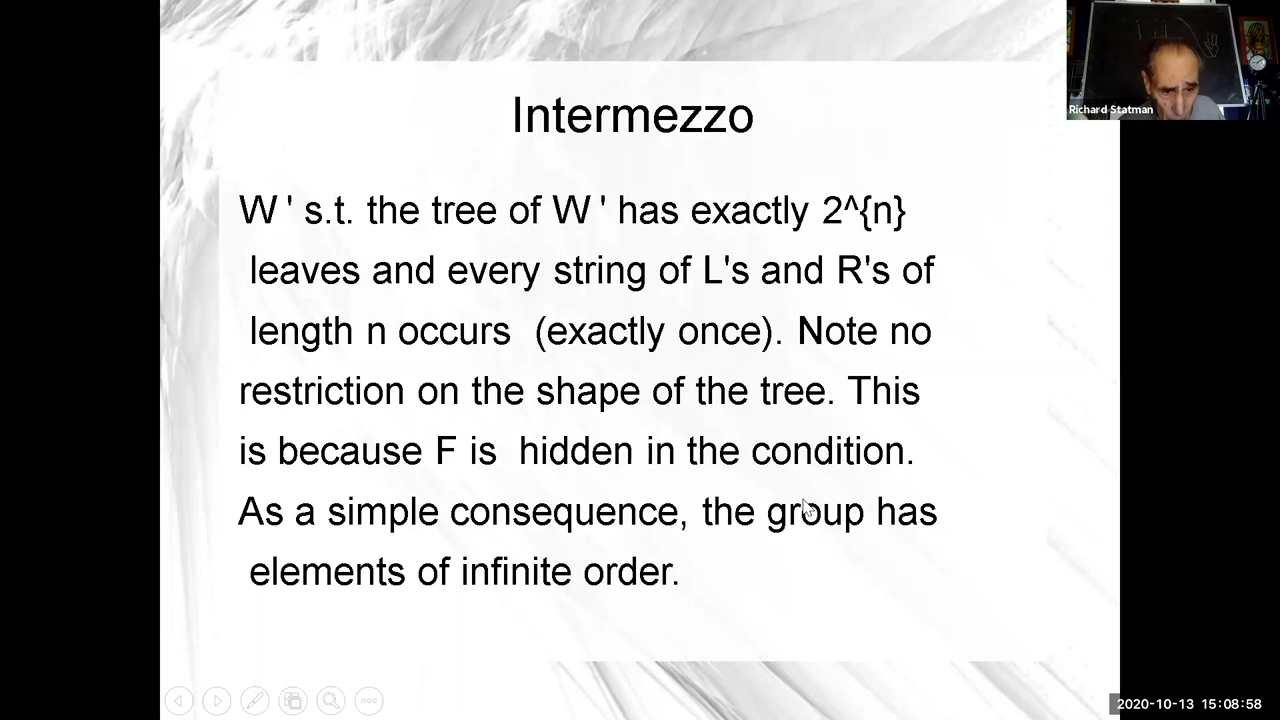 Richard Statman
Intermezzo
W ' s.t. the tree of W ' has exactly 2^{n}
leaves and every string of L's and R's of
length n occurs (exactly once). Note no
restriction on the shape of the tree. This
is because F is hidden in the condition.
As a simple consequence, the group has
elements of infinite order.
2020-10-13 15:08:58